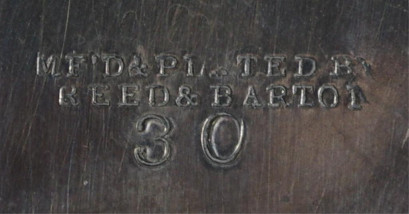 MF'D & PLATED BY
REED & BARTON
30